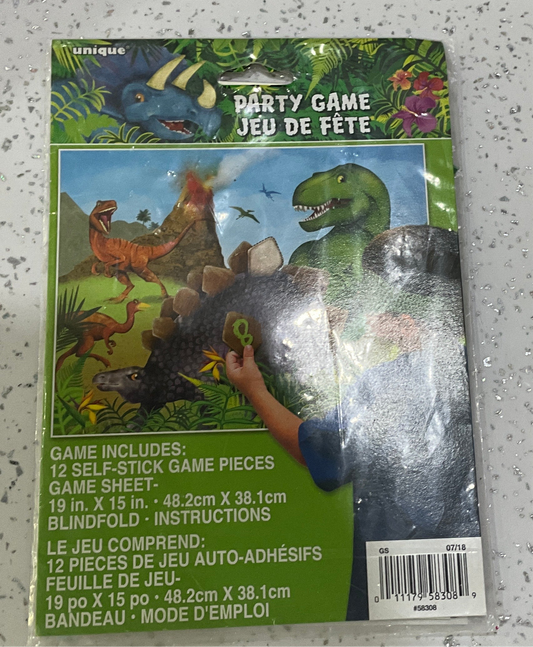 unique
PARTY GAME
JEU DE FÊTE
8
GAME INCLUDES:
12 SELF-STICK GAME PIECES
GAME SHEET-
19 in. X 15 in. · 48.2cm X 38.1cm
BLINDFOLD · INSTRUCTIONS
LE JEU COMPREND:
12 PIECES DE JEU AUTO-ADHÉSIFS
FEUILLE DE JEU-
19 po X 15 po · 48.2cm X 38.1cm
BANDEAU · MODE D'EMPLOI
GS 07/18
0 11179 58308 9
#58308